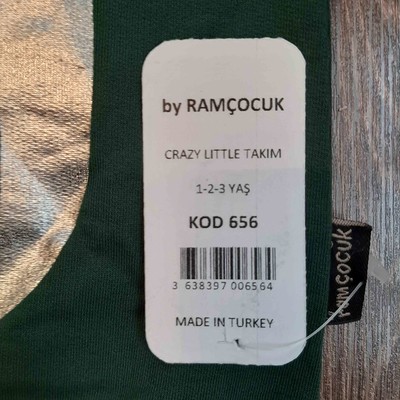 by RAMÇOCUK
CRAZY LITTLE TAKIM
1-2-3 YAŞ
KOD 656
3 638397 006564
MADE IN TURKEY
ramÇOCUK